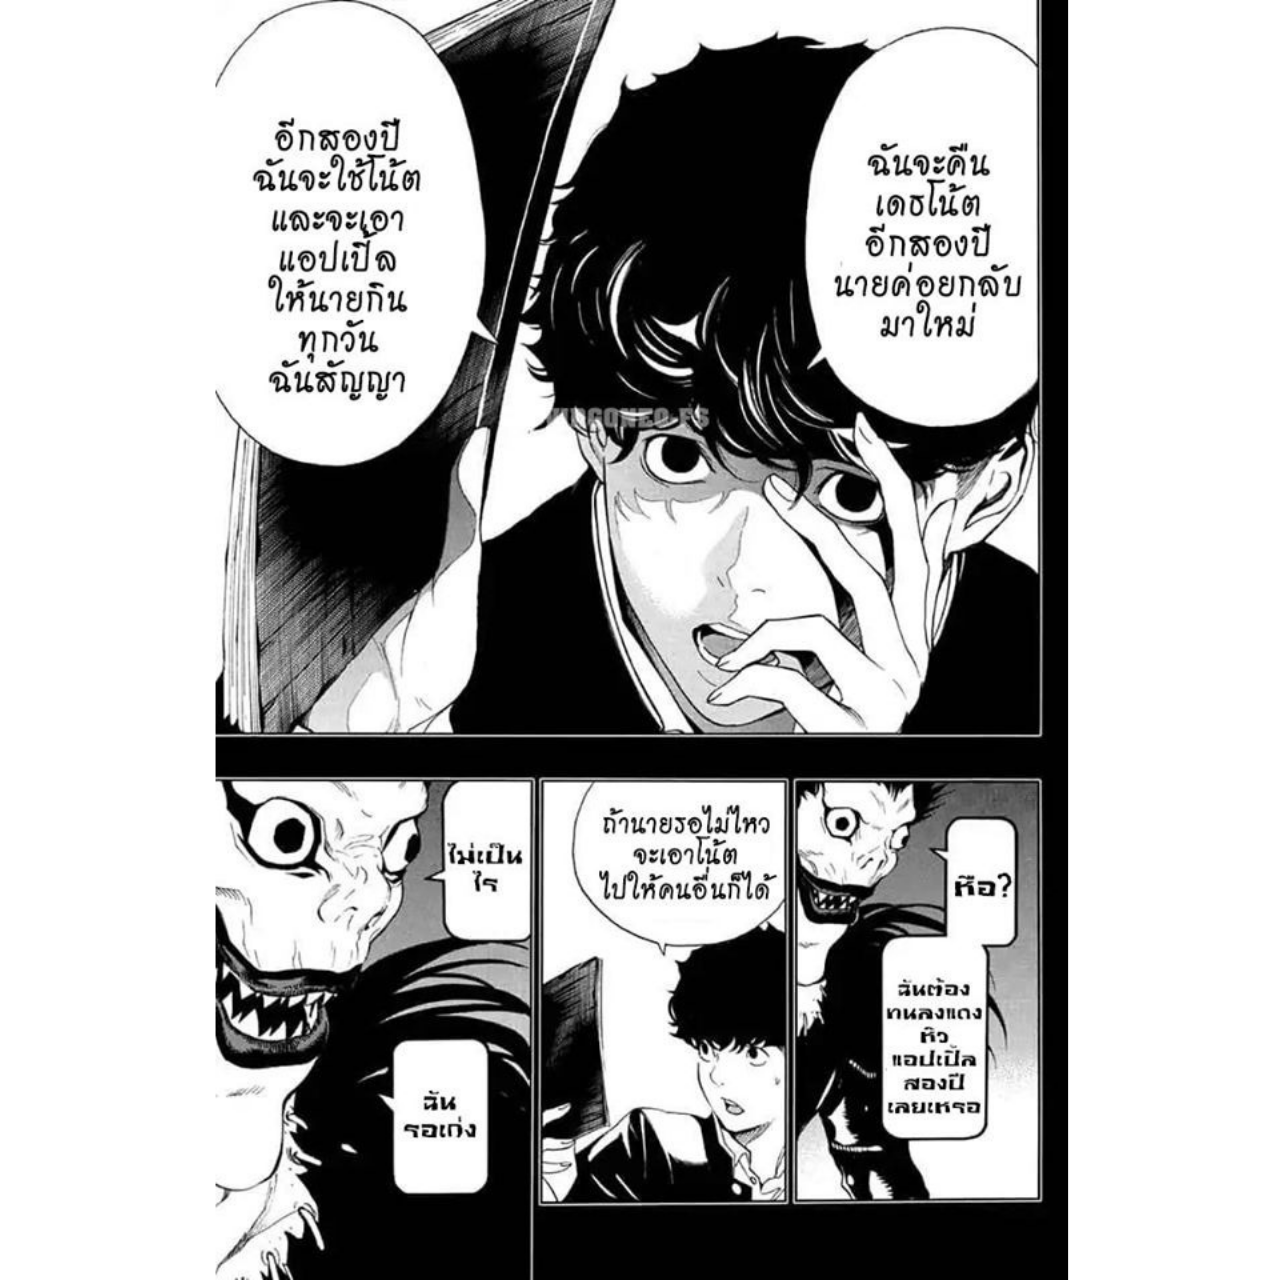 ฉันจะคืน
เดธโน้ต
อีกสองปี
นายค่อยกลับ
มาใหม่
อีกสองปี
ฉันจะใช้โน้ต
และจะเอา
แอปเปิ้ล
ให้นายกิน
ทุกวัน
ฉันสัญญา
หือ?
ฉันต้อง
ทนลงแดง
หิว
แอปเปิ้ล
สองปี
เลยเหรอ
ถ้านายรอไม่ไหว
จะเอาโน้ต
ไปให้คนอื่นก็ได้
ไม่เป็น
ไร
ฉัน
รอเก่ง